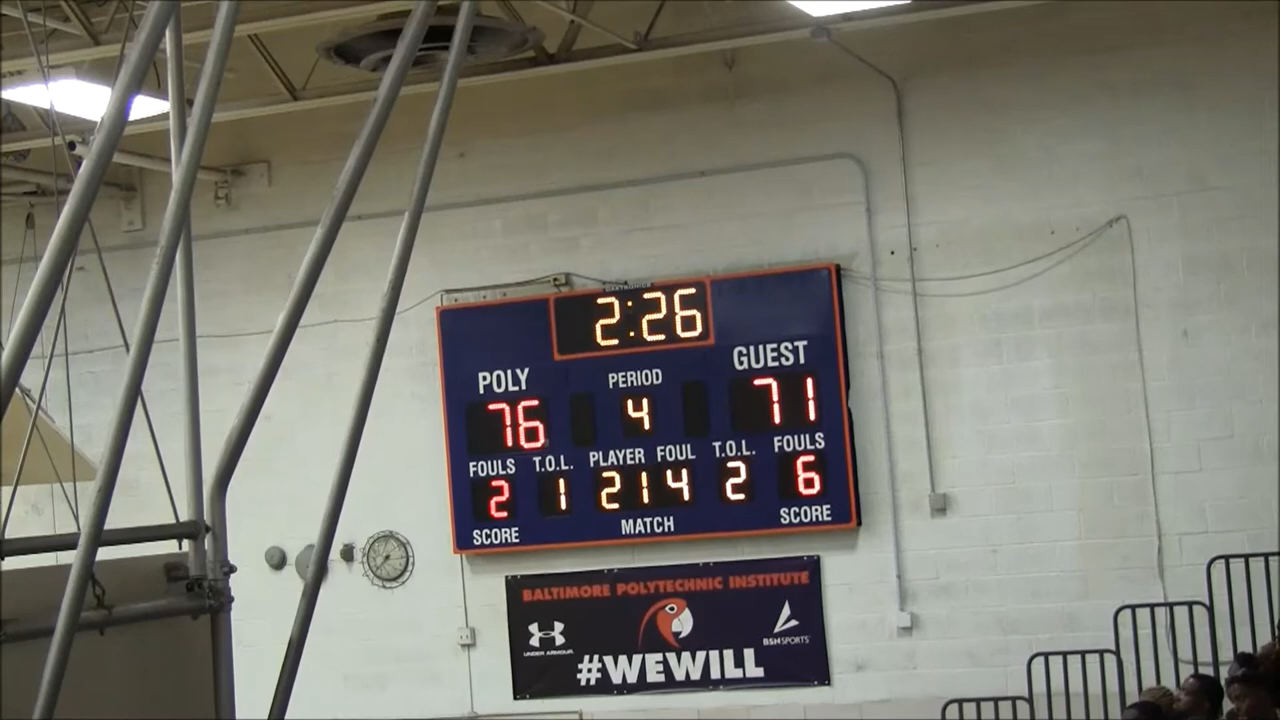 DAKTRONICS
2:26
POLY PERIOD GUEST
76 4 71
FOULS T.O.L. PLAYER FOUL T.O.L. FOULS
2 1 21 4 2 6
SCORE MATCH SCORE
BALTIMORE POLYTECHNIC INSTITUTE
UNDER ARMOUR
BSN SPORTS
#WEWILL